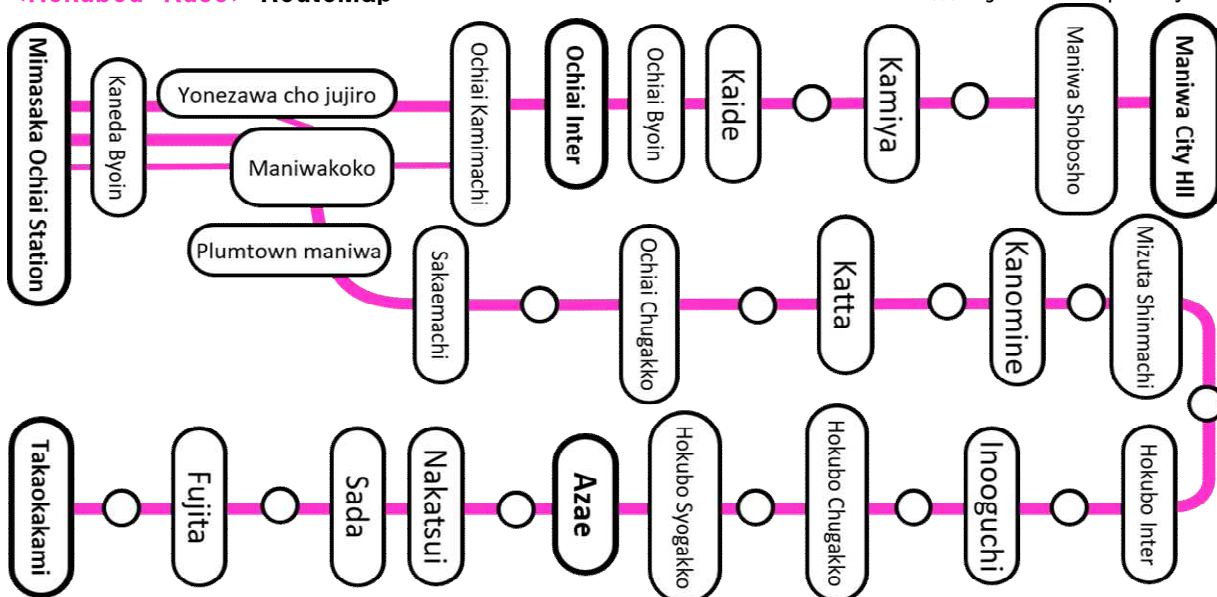 RouteMap
Mimasaka Ochiai Station
Kaneda Byoin
Yonezawa cho jujiro
Maniwakoko
Plumtown maniwa
Ochiai Kamimachi
Ochiai Inter
Ochiai Byoin
Kaide
Kamiya
Maniwa Shobosho
Maniwa City Hll
Sakaemachi
Ochiai Chugakko
Katta
Kanomine
Mizuta Shinmachi
Takaokakami
Fujita
Sada
Nakatsui
Azae
Hokubo Syogakko
Hokubo Chugakko
Inooguchi
Hokubo Inter